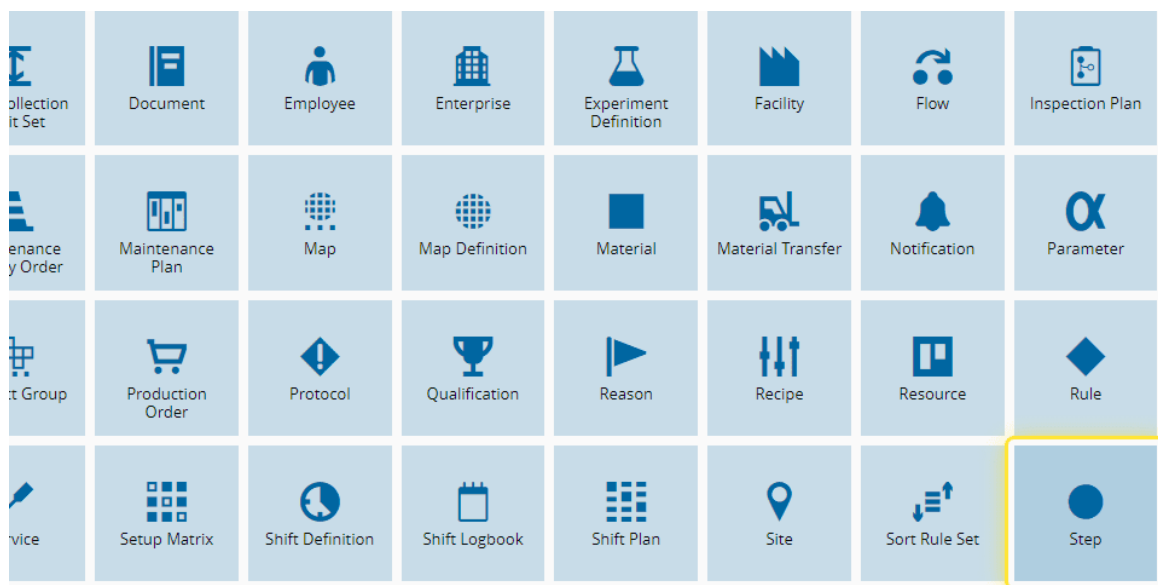 ollection
it Set
Document
Employee
Enterprise
Experiment
Definition
Facility
Flow
Inspection Plan
enance
y Order
Maintenance
Plan
Map
Map Definition
Material
Material Transfer
Notification
Parameter
t Group
Production
Order
Protocol
Qualification
Reason
Recipe
Resource
Rule
rvice
Setup Matrix
Shift Definition
Shift Logbook
Shift Plan
Site
Sort Rule Set
Step